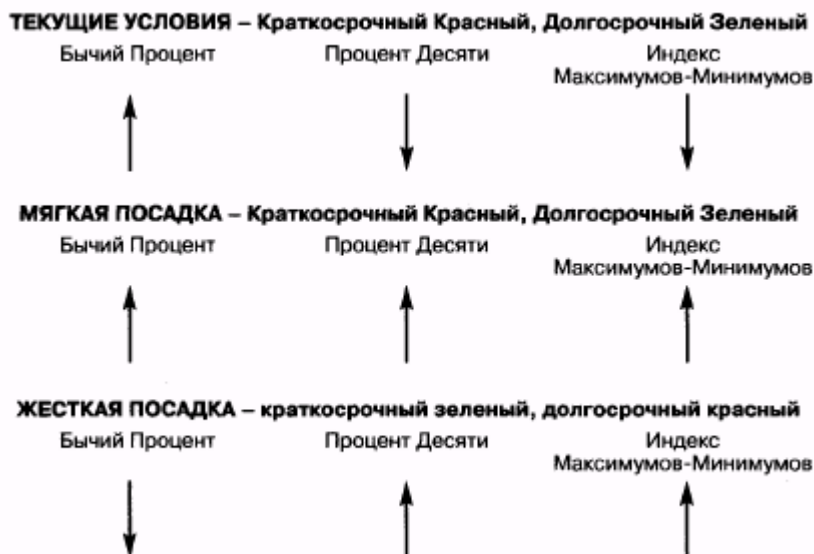 ТЕКУЩИЕ УСЛОВИЯ – Краткосрочный Красный, Долгосрочный Зеленый
Бычий Процент Процент Десяти Индекс
Максимумов-Минимумов
МЯГКАЯ ПОСАДКА – Краткосрочный Красный, Долгосрочный Зеленый
Бычий Процент Процент Десяти Индекс
Максимумов-Минимумов
ЖЕСТКАЯ ПОСАДКА – краткосрочный зеленый, долгосрочный красный
Бычий Процент Процент Десяти Индекс
Максимумов-Минимумов